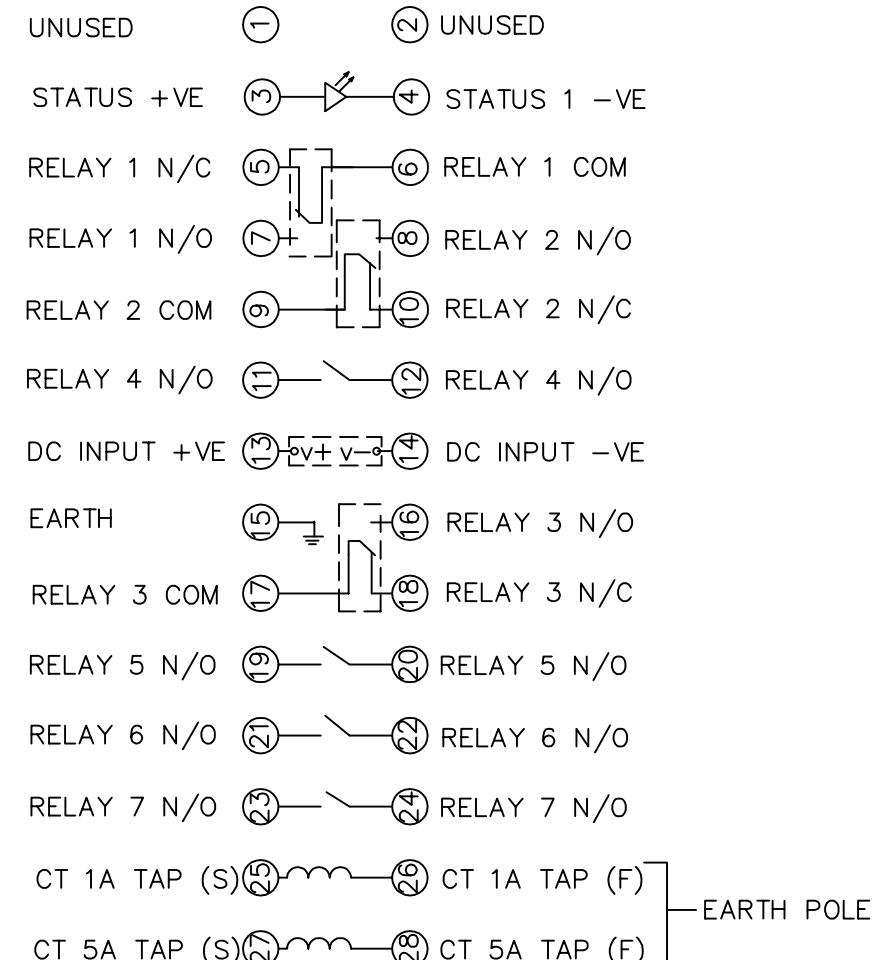 UNUSED 1 2 UNUSED
STATUS +VE 3 4 STATUS 1 −VE
RELAY 1 N/C 5 6 RELAY 1 COM
RELAY 1 N/O 7 8 RELAY 2 N/O
RELAY 2 COM 9 10 RELAY 2 N/C
RELAY 4 N/O 11 12 RELAY 4 N/O
DC INPUT +VE 13 V+ V− 14 DC INPUT −VE
EARTH 15 16 RELAY 3 N/O
RELAY 3 COM 17 18 RELAY 3 N/C
RELAY 5 N/O 19 20 RELAY 5 N/O
RELAY 6 N/O 21 22 RELAY 6 N/O
RELAY 7 N/O 23 24 RELAY 7 N/O
CT 1A TAP (S) 25 26 CT 1A TAP (F)
EARTH POLE
CT 5A TAP (S) 27 28 CT 5A TAP (F)